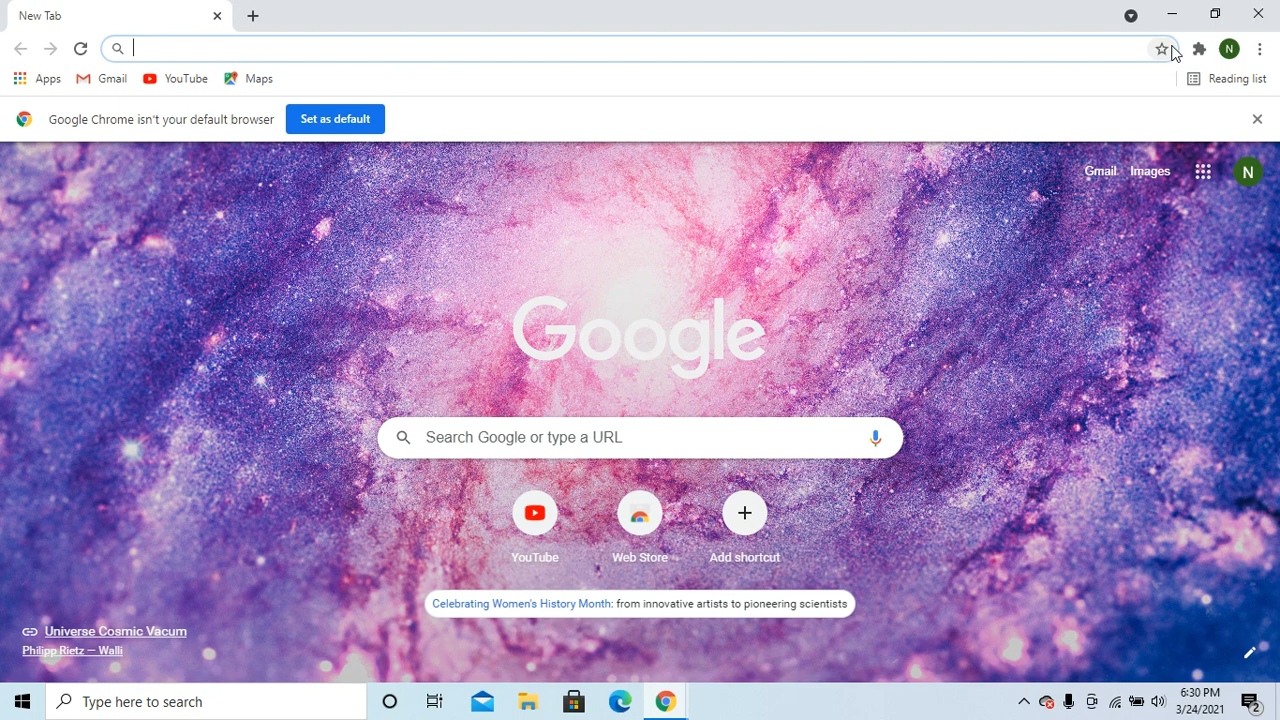 New Tab
Apps Gmail YouTube Maps Reading list
Google Chrome isn't your default browser Set as default
Gmail Images N
N
Google
Search Google or type a URL
YouTube Web Store Add shortcut
Celebrating Women's History Month: from innovative artists to pioneering scientists
Universe Cosmic Vacum
Philipp Rietz — Walli
Type here to search
6:30 PM
3/24/2021
2